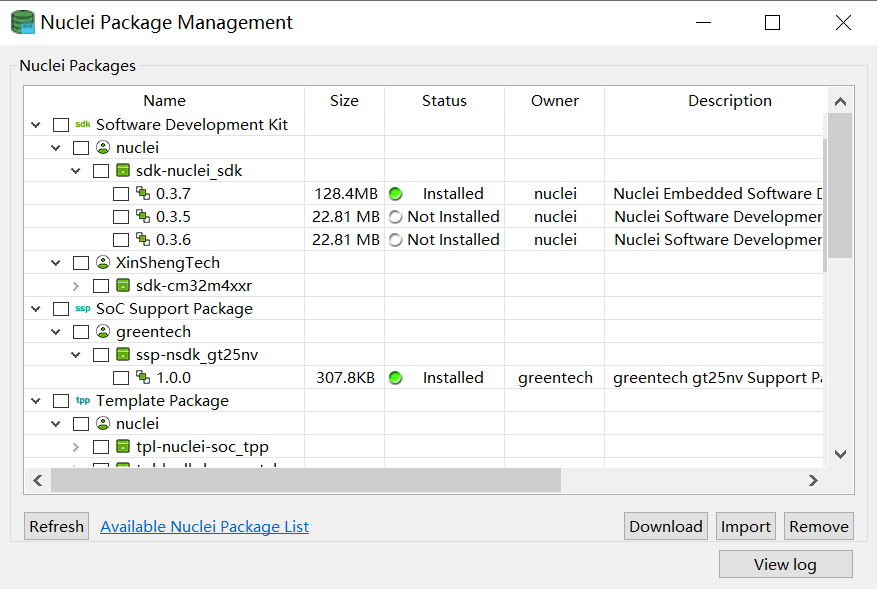 Nuclei Package Management
Nuclei Packages
Name Size Status Owner Description
sdk Software Development Kit
nuclei
sdk-nuclei_sdk
0.3.7 128.4MB Installed nuclei Nuclei Embedded Software D
0.3.5 22.81 MB Not Installed nuclei Nuclei Software Developmer
0.3.6 22.81 MB Not Installed nuclei Nuclei Software Developmer
XinShengTech
sdk-cm32m4xxr
ssp SoC Support Package
greentech
ssp-nsdk_gt25nv
1.0.0 307.8KB Installed greentech greentech gt25nv Support Pa
tpp Template Package
nuclei
tpl-nuclei-soc_tpp
Refresh Available Nuclei Package List Download Import Remove
View log